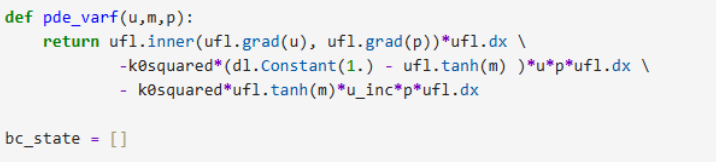 def pde_varf(u,m,p):
    return ufl.inner(ufl.grad(u), ufl.grad(p))*ufl.dx \
           -k0squared*(dl.Constant(1.) - ufl.tanh(m) )*u*p*ufl.dx \
           - k0squared*ufl.tanh(m)*u_inc*p*ufl.dx
bc_state = []